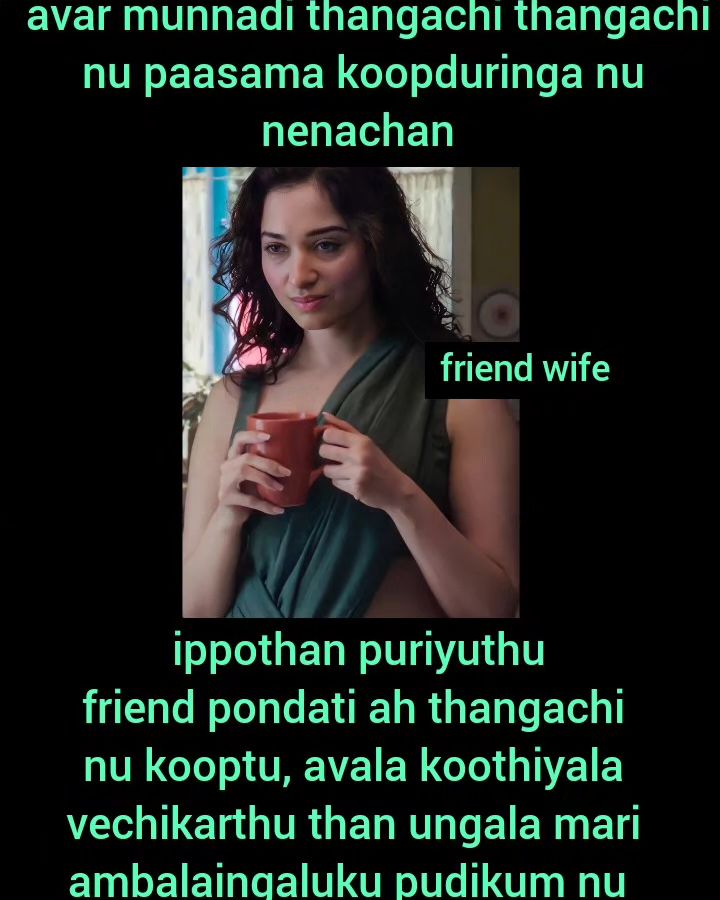 avar munnadi thangachi thangachi
nu paasama koopduringa nu
nenachan
friend wife
ippothan puriyuthu
friend pondati ah thangachi
nu kooptu, avala koothiyala
vechikarthu than ungala mari
ambalaingaluku pudikum nu